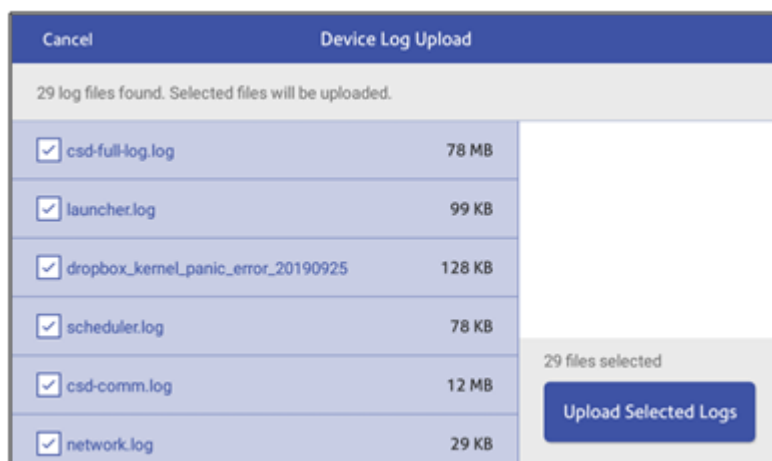 Cancel Device Log Upload
29 log files found. Selected files will be uploaded.
csd-full-log.log 78 MB
launcher.log 99 KB
dropbox_kernel_panic_error_20190925 128 KB
scheduler.log 78 KB
csd-comm.log 12 MB
network.log 29 KB
29 files selected
Upload Selected Logs